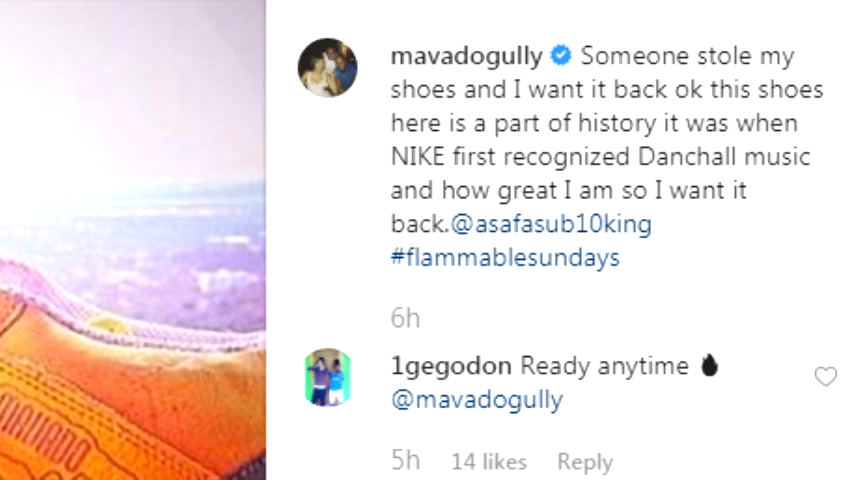 mavadogully Someone stole my
shoes and I want it back ok this shoes
here is a part of history it was when
NIKE first recognized Danchall music
and how great I am so I want it
back.@asafasub10king
#flammablesundays
6h
1gegodon Ready anytime
@mavadogully
5h 14 likes Reply
MAVADO